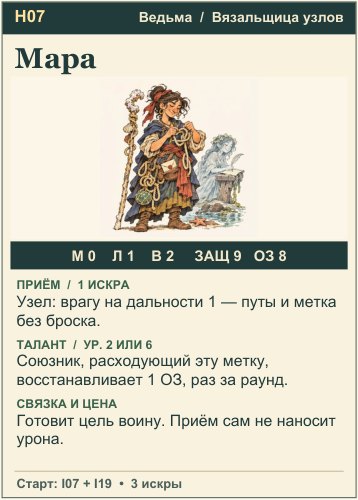 H07
Ведьма / Вязальщица узлов
Мара
М 0 Л 1 В 2 ЗАЩ 9 ОЗ 8
ПРИЁМ / 1 ИСКРА
Узел: врагу на дальности 1 — путы и метка
без броска.
ТАЛАНТ / УР. 2 ИЛИ 6
Союзник, расходующий эту метку,
восстанавливает 1 ОЗ, раз за раунд.
СВЯЗКА И ЦЕНА
Готовит цель воину. Приём сам не наносит
урона.
Старт: I07 + I19 • 3 искры